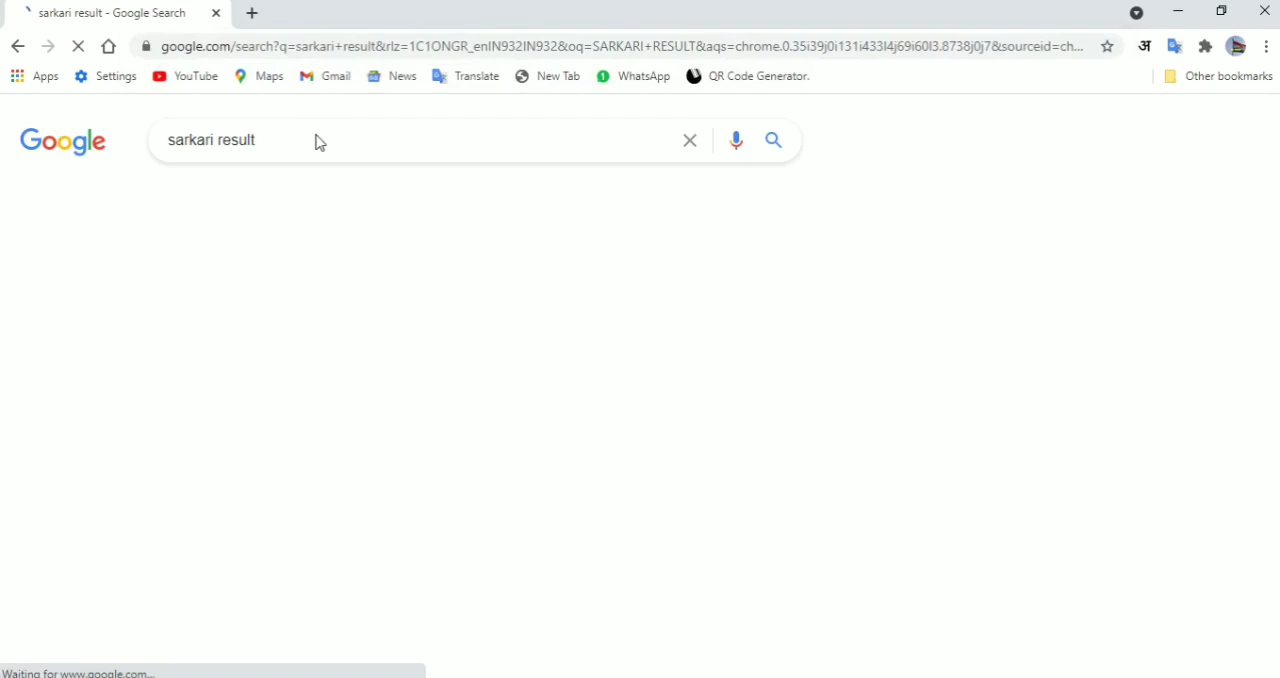 sarkari result - Google Search
google.com/search?q=sarkari+result&rlz=1C1ONGR_enIN932IN932&oq=SARKARI+RESULT&aqs=chrome.0.35i39j0i131i433l4j69i60l3.8738j0j7&sourceid=ch... अ
Apps Settings YouTube Maps Gmail News Translate New Tab 1 WhatsApp QR Code Generator. Other bookmarks
Google sarkari result
Waiting for www.google.com...